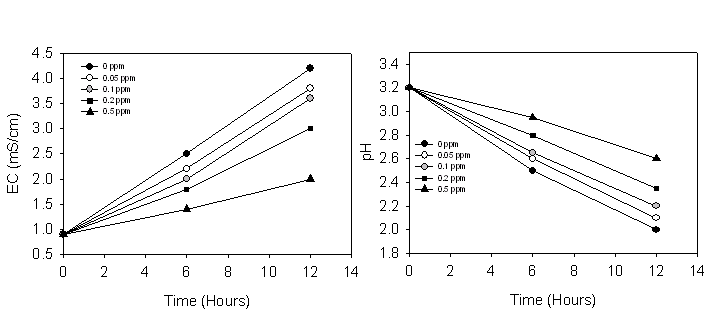 4.5
4.0
3.5
3.0
2.5
2.0
1.5
1.0
0.5
EC (mS/cm)
0 ppm
0.05 ppm
0.1 ppm
0.2 ppm
0.5 ppm
0 2 4 6 8 10 12 14
Time (Hours)
3.4
3.2
3.0
2.8
2.6
2.4
2.2
2.0
1.8
pH
0 ppm
0.05 ppm
0.1 ppm
0.2 ppm
0.5 ppm
0 2 4 6 8 10 12 14
Time (Hours)